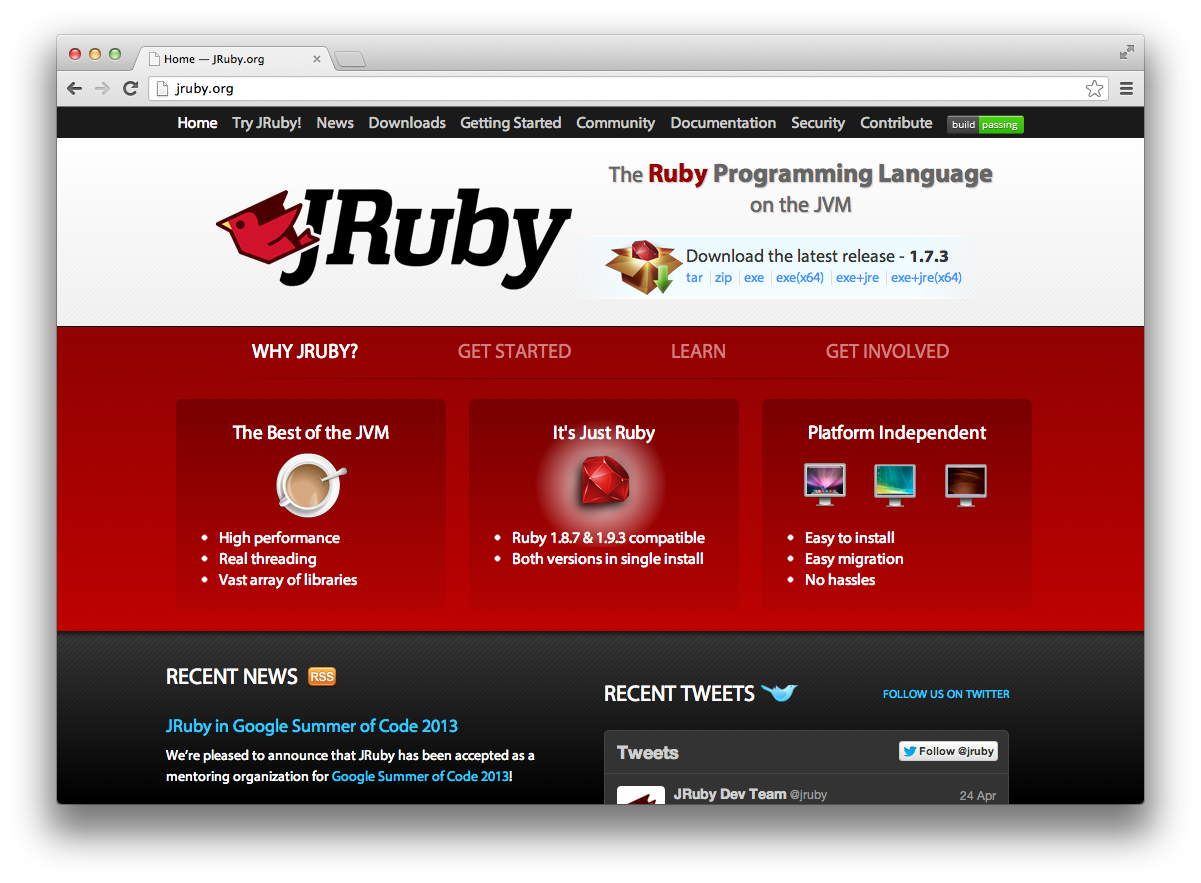 Home — JRuby.org
jruby.org
Home Try JRuby! News Downloads Getting Started Community Documentation Security Contribute build passing
JRuby
The Ruby Programming Language
on the JVM
Download the latest release - 1.7.3
tar zip exe exe(x64) exe+jre exe+jre(x64)
WHY JRUBY? GET STARTED LEARN GET INVOLVED
The Best of the JVM
High performance
Real threading
Vast array of libraries
It's Just Ruby
Ruby 1.8.7 & 1.9.3 compatible
Both versions in single install
Platform Independent
Easy to install
Easy migration
No hassles
RECENT NEWS RSS
JRuby in Google Summer of Code 2013
We're pleased to announce that JRuby has been accepted as a
mentoring organization for Google Summer of Code 2013!
RECENT TWEETS FOLLOW US ON TWITTER
Tweets Follow @jruby
JRuby Dev Team @jruby 24 Apr